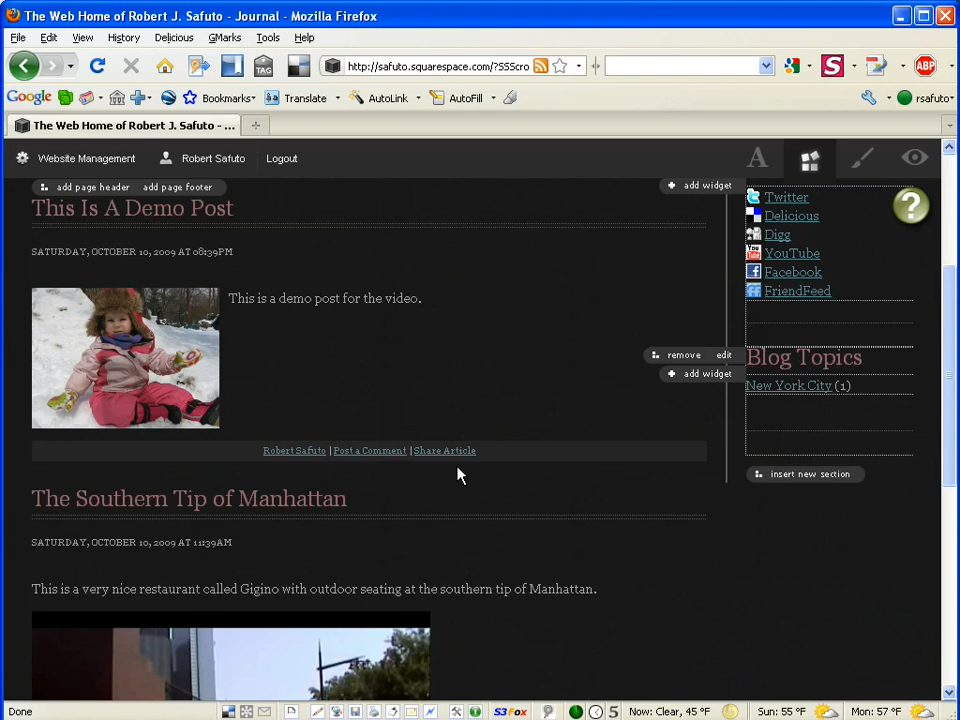 The Web Home of Robert J. Safuto - Journal - Mozilla Firefox
File Edit View History Delicious GMarks Tools Help
TAG http://safuto.squarespace.com/?SSScro S ABP
Google Bookmarks Translate AutoLink AutoFill rsafuto
The Web Home of Robert J. Safuto - ...
Website Management Robert Safuto Logout A
add page header add page footer add widget
This Is A Demo Post
SATURDAY, OCTOBER 10, 2009 AT 08:39PM
This is a demo post for the video.
Robert Safuto | Post a Comment | Share Article
The Southern Tip of Manhattan
SATURDAY, OCTOBER 10, 2009 AT 11:39AM
This is a very nice restaurant called Gigino with outdoor seating at the southern tip of Manhattan.
Twitter
Delicious
Digg
YouTube
Facebook
FriendFeed
?
remove edit
Blog Topics
add widget
New York City (1)
insert new section
Done S3Fox 5 Now: Clear, 45 °F Sun: 55 °F Mon: 57 °F